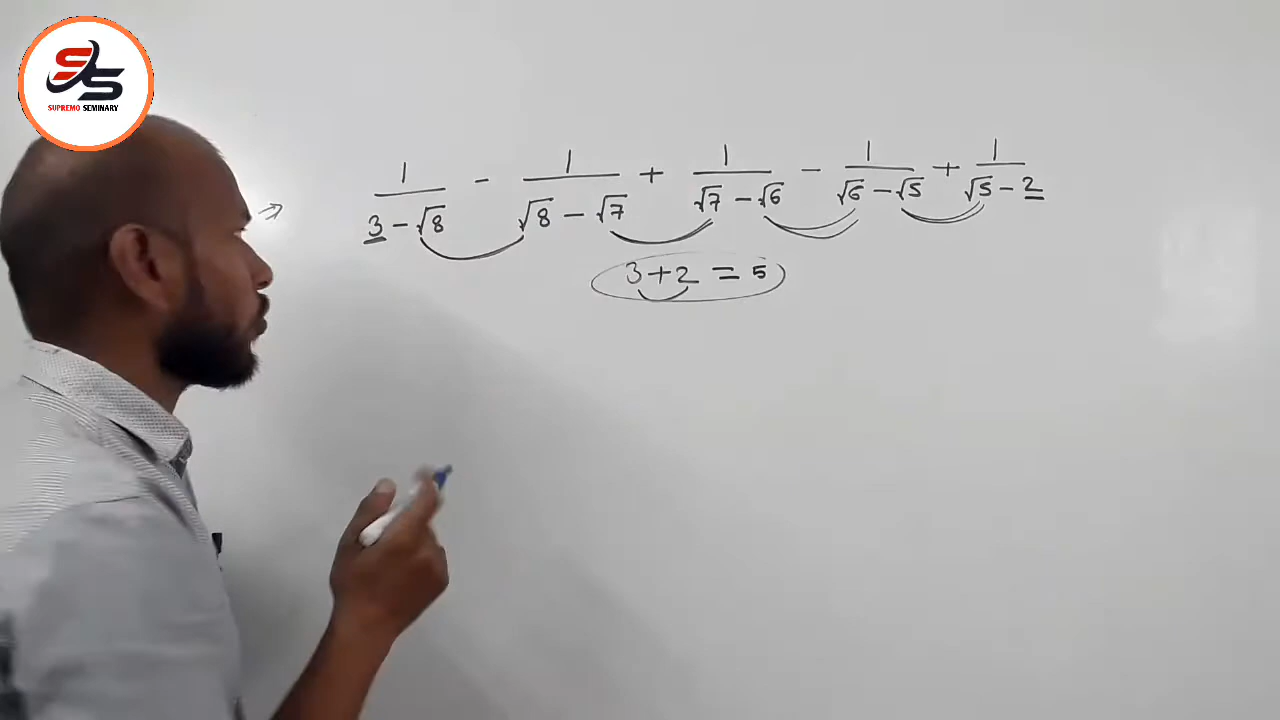 SS
SUPREMO SEMINARY
⇒ 1/(3 - √8) - 1/(√8 - √7) + 1/(√7 - √6) - 1/(√6 - √5) + 1/(√5 - 2)
3 + 2 = 5